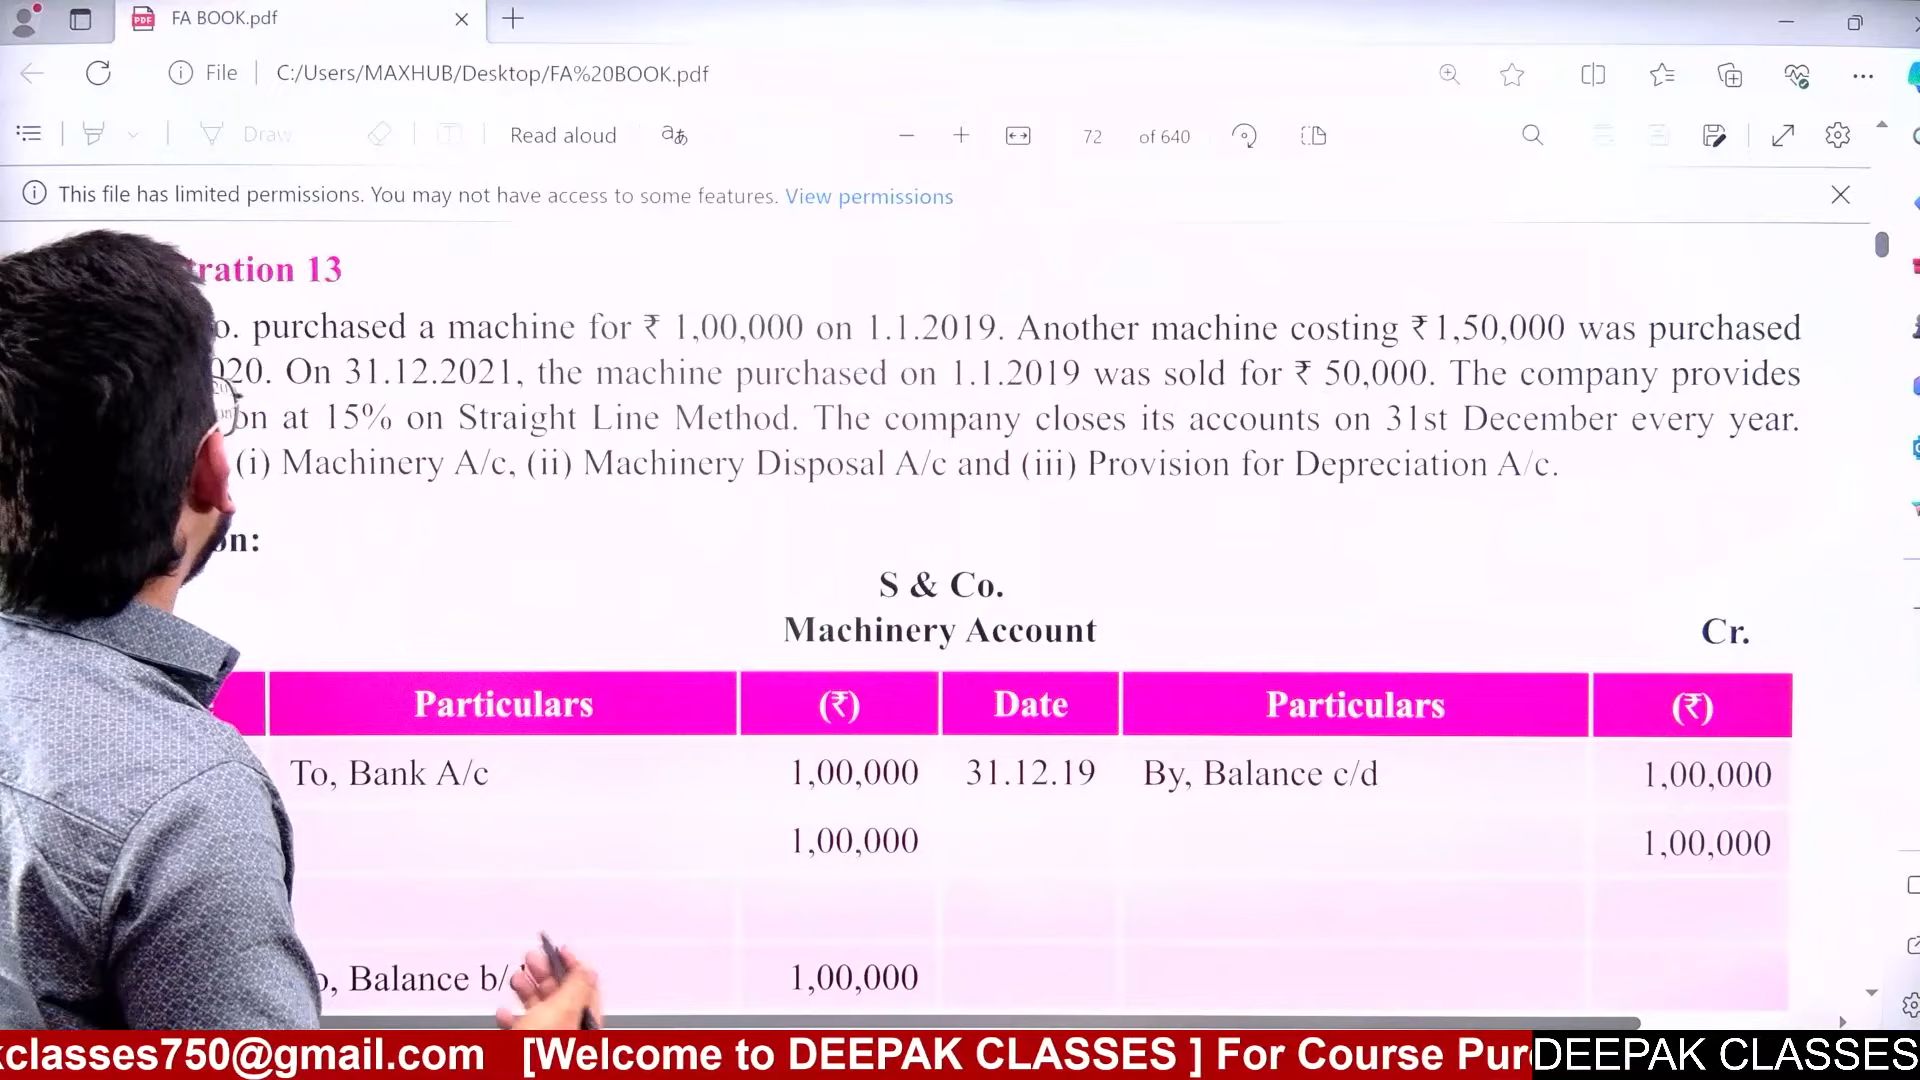 FA BOOK.pdf
File C:/Users/MAXHUB/Desktop/FA%20BOOK.pdf
Draw Read aloud 72 of 640
This file has limited permissions. You may not have access to some features. View permissions
tration 13
o. purchased a machine for ₹ 1,00,000 on 1.1.2019. Another machine costing ₹ 1,50,000 was purchased
020. On 31.12.2021, the machine purchased on 1.1.2019 was sold for ₹ 50,000. The company provides
on at 15% on Straight Line Method. The company closes its accounts on 31st December every year.
(i) Machinery A/c, (ii) Machinery Disposal A/c and (iii) Provision for Depreciation A/c.
on:
S & Co.
Machinery Account
Cr.
Particulars (₹) Date Particulars (₹)
To, Bank A/c 1,00,000 31.12.19 By, Balance c/d 1,00,000
1,00,000 1,00,000
o, Balance b/ 1,00,000
kclasses750@gmail.com [Welcome to DEEPAK CLASSES ] For Course Pur
DEEPAK CLASSES